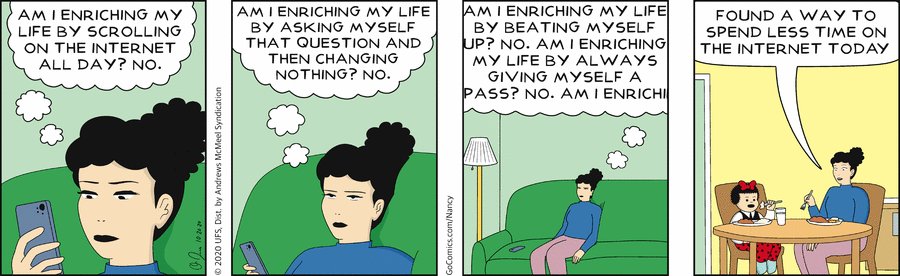 AM I ENRICHING MY
LIFE BY SCROLLING
ON THE INTERNET
ALL DAY? NO.
© 2020 UFS, Dist. by Andrews McMeel Syndication
AM I ENRICHING MY LIFE
BY ASKING MYSELF
THAT QUESTION AND
THEN CHANGING
NOTHING? NO.
GoComics.com/Nancy
AM I ENRICHING MY LIFE
BY BEATING MYSELF
UP? NO. AM I ENRICHING
MY LIFE BY ALWAYS
GIVING MYSELF A
PASS? NO. AM I ENRICHI
FOUND A WAY TO
SPEND LESS TIME ON
THE INTERNET TODAY